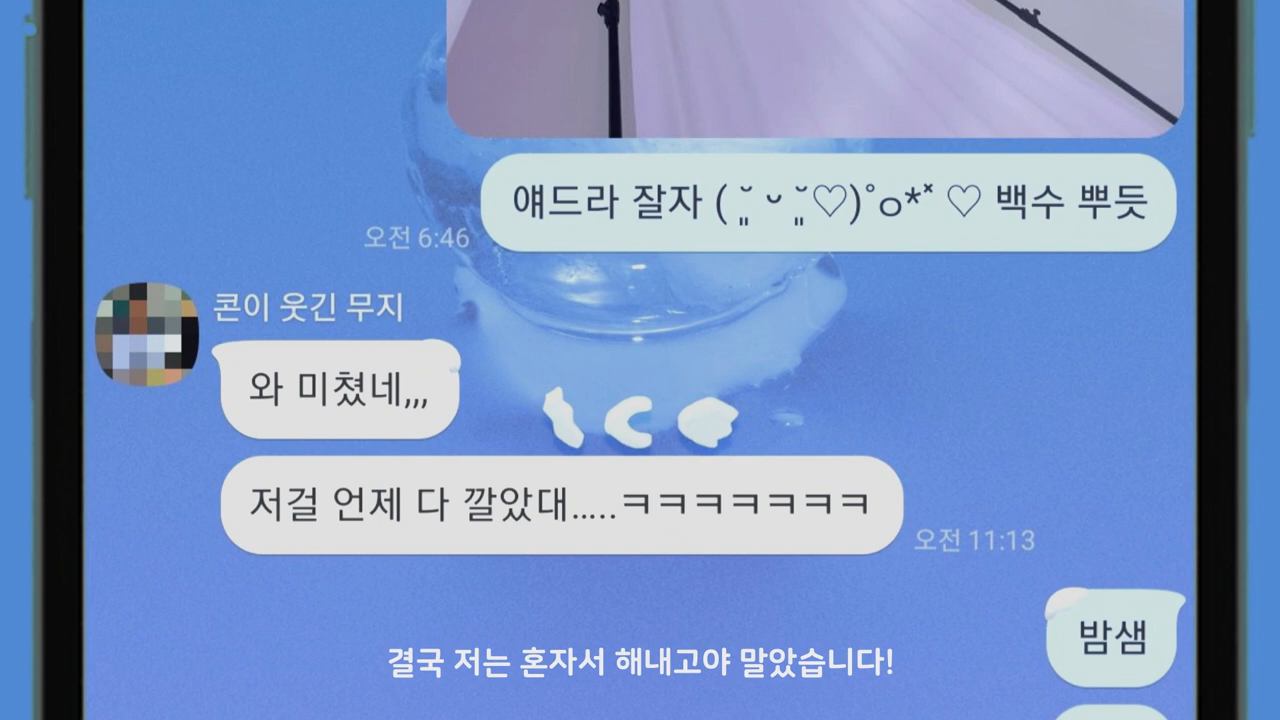 얘드라 잘자 ( ˘͈ ᵕ ˘͈♡)˚๐*˟ ♡ 백수 뿌듯
오전 6:46
콘이 웃긴 무지
와 미쳤네,,,
ICE
저걸 언제 다 깔았대.....ㅋㅋㅋㅋㅋㅋㅋ
오전 11:13
밤샘
결국 저는 혼자서 해내고야 말았습니다!